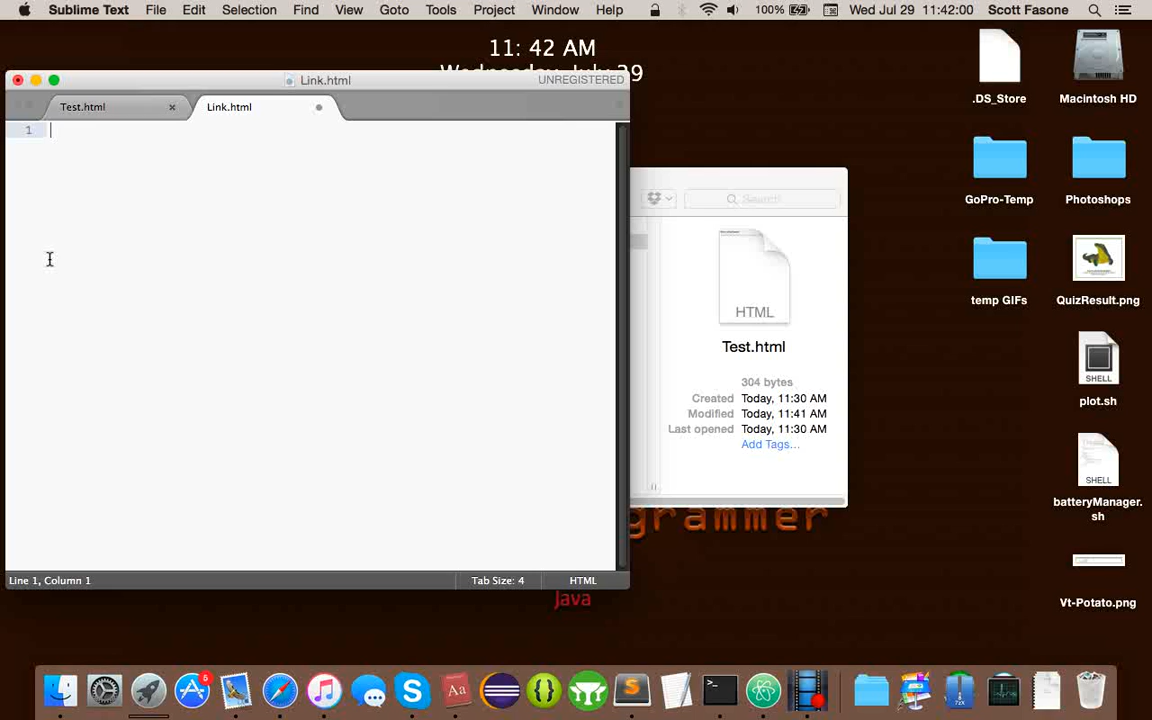 Sublime Text File Edit Selection Find View Goto Tools Project Window Help 100% Wed Jul 29 11:42:00 Scott Fasone
11: 42 AM
Link.html UNREGISTERED
Test.html Link.html
1
Search
HTML
Test.html
304 bytes
Created Today, 11:30 AM
Modified Today, 11:41 AM
Last opened Today, 11:30 AM
Add Tags...
grammer
Java
Line 1, Column 1 Tab Size: 4 HTML
.DS_Store
Macintosh HD
GoPro-Temp
Photoshops
temp GIFs
QuizResult.png
SHELL
plot.sh
SHELL
batteryManager.
sh
Vt-Potato.png